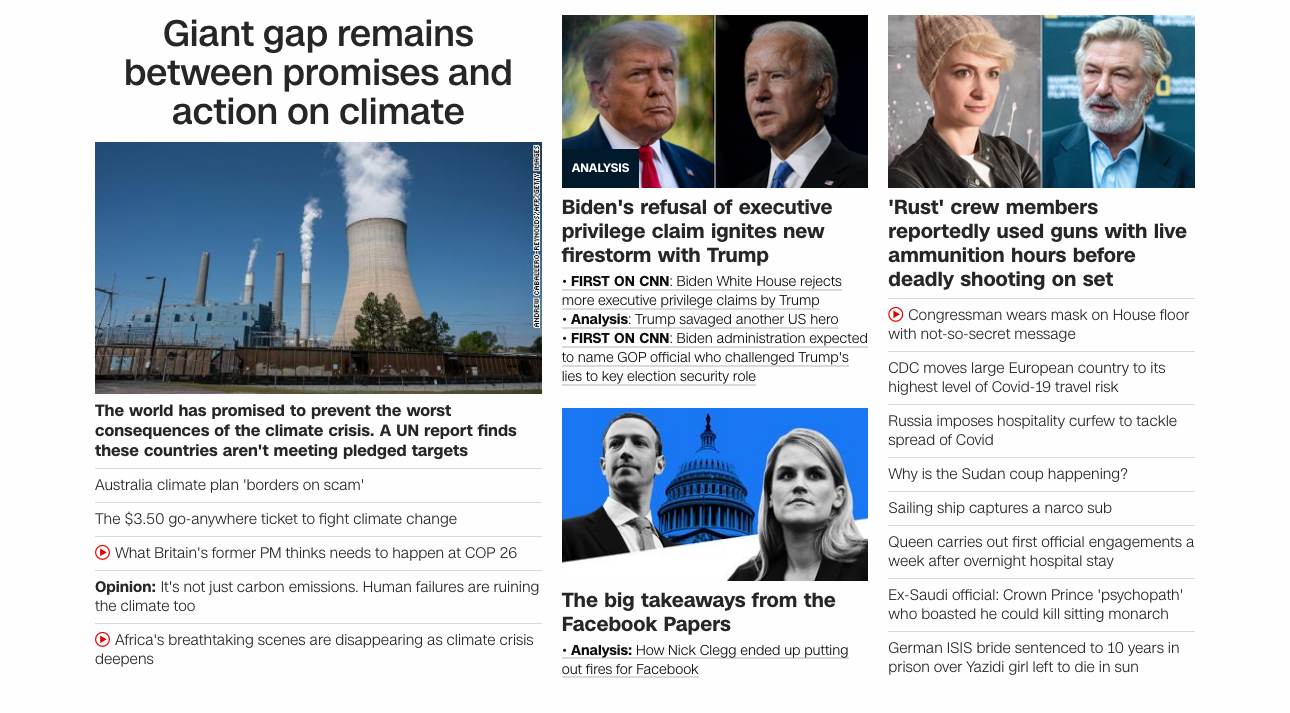 Giant gap remains
between promises and
action on climate
ANDREW CABALLERO-REYNOLDS/AFP/GETTY IMAGES
The world has promised to prevent the worst
consequences of the climate crisis. A UN report finds
these countries aren't meeting pledged targets
Australia climate plan 'borders on scam'
The $3.50 go-anywhere ticket to fight climate change
What Britain's former PM thinks needs to happen at COP 26
Opinion: It's not just carbon emissions. Human failures are ruining
the climate too
Africa's breathtaking scenes are disappearing as climate crisis
deepens
ANALYSIS
Biden's refusal of executive
privilege claim ignites new
firestorm with Trump
• FIRST ON CNN: Biden White House rejects
more executive privilege claims by Trump
• Analysis: Trump savaged another US hero
• FIRST ON CNN: Biden administration expected
to name GOP official who challenged Trump's
lies to key election security role
The big takeaways from the
Facebook Papers
• Analysis: How Nick Clegg ended up putting
out fires for Facebook
'Rust' crew members
reportedly used guns with live
ammunition hours before
deadly shooting on set
Congressman wears mask on House floor
with not-so-secret message
CDC moves large European country to its
highest level of Covid-19 travel risk
Russia imposes hospitality curfew to tackle
spread of Covid
Why is the Sudan coup happening?
Sailing ship captures a narco sub
Queen carries out first official engagements a
week after overnight hospital stay
Ex-Saudi official: Crown Prince 'psychopath'
who boasted he could kill sitting monarch
German ISIS bride sentenced to 10 years in
prison over Yazidi girl left to die in sun